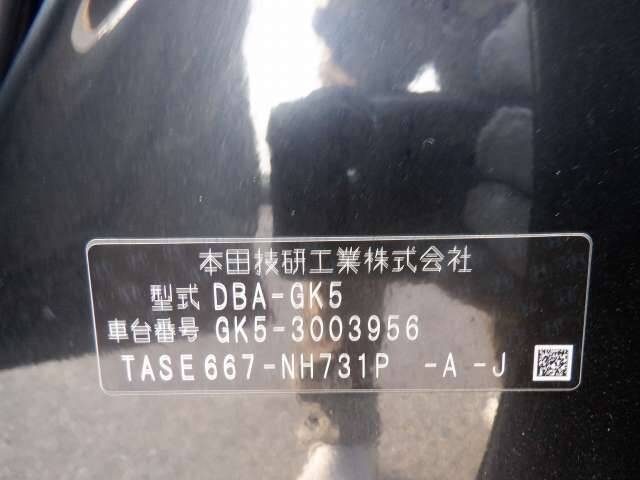 本田技研工業株式会社
型式 DBA-GK5
車台番号 GK5-3003956
TASE667-NH731P -A -J